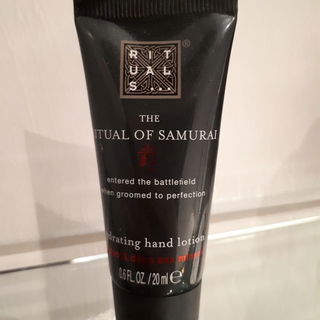 RIT
UAL
S...®
THE
ITUAL OF SAMURAI
entered the battlefield
hen groomed to perfection
drating hand lotion
0.6 FL. OZ. / 20 ml ℮